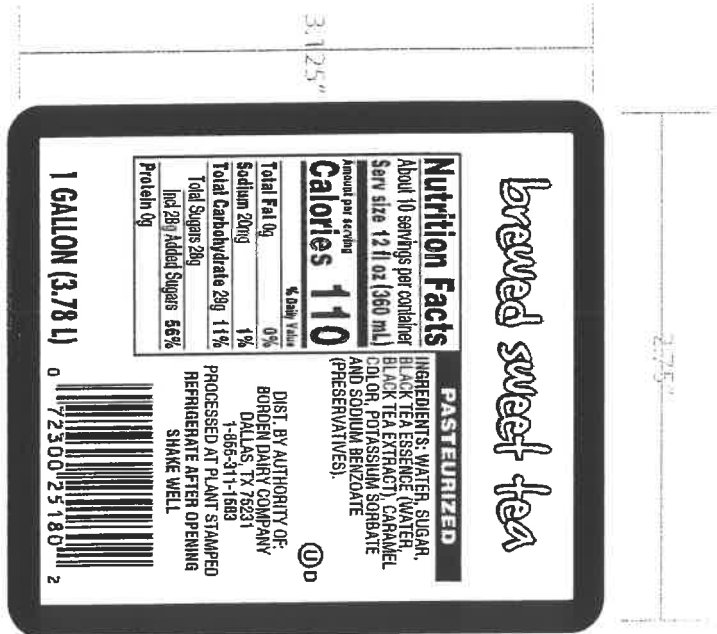 3.125"
2.75"
brewed sweet tea
Nutrition Facts
About 10 servings per container
Serv size 12 fl oz (360 mL)
Amount per serving
Calories 110
% Daily Value
Total Fat 0g 0%
Sodium 20mg 1%
Total Carbohydrate 29g 11%
Total Sugars 28g
Incl 28g Added Sugars 56%
Protein 0g
PASTEURIZED
INGREDIENTS: WATER, SUGAR,
BLACK TEA ESSENCE (WATER
BLACK TEA EXTRACT), CARAMEL
COLOR, POTASSIUM SORBATE
AND SODIUM BENZOATE
(PRESERVATIVES).
U D
DIST. BY AUTHORITY OF:
BORDEN DAIRY COMPANY
DALLAS, TX 75231
1-866-311-1583
PROCESSED AT PLANT STAMPED
REFRIGERATE AFTER OPENING
SHAKE WELL
1 GALLON (3.78 L)
0 72300 25180 2